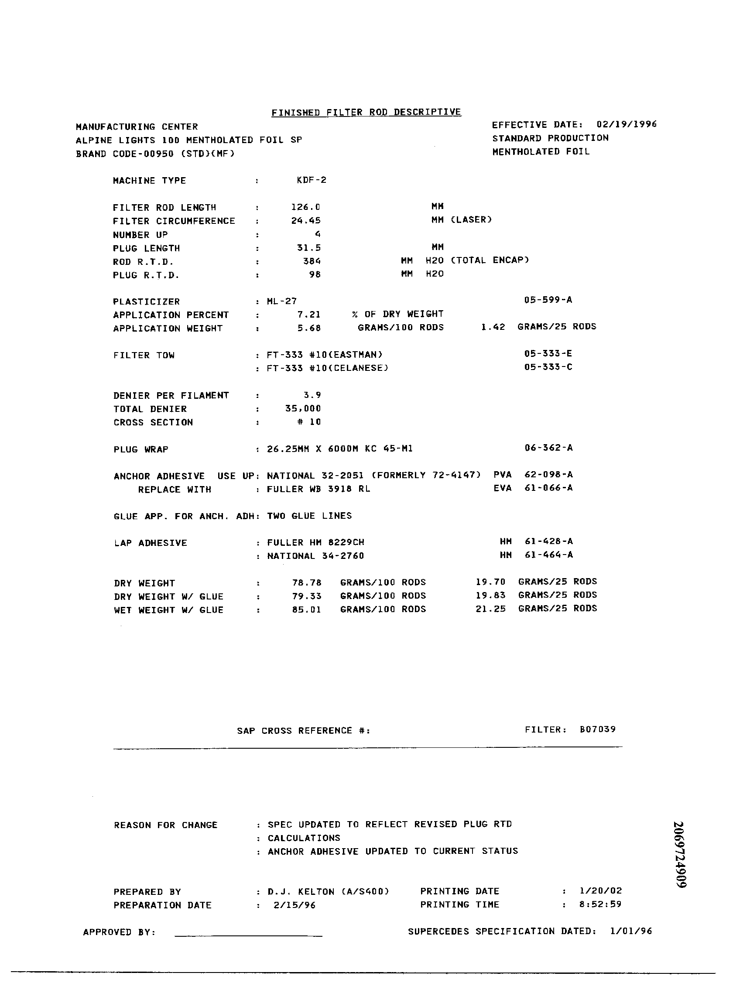 FINISHED FILTER ROD DESCRIPTIVE
MANUFACTURING CENTER EFFECTIVE DATE: 02/19/1996
ALPINE LIGHTS 100 MENTHOLATED FOIL SP STANDARD PRODUCTION
BRAND CODE-00950 (STD)(MF) MENTHOLATED FOIL
MACHINE TYPE : KDF-2
FILTER ROD LENGTH : 126.0 MM
FILTER CIRCUMFERENCE : 24.45 MM (LASER)
NUMBER UP : 4
PLUG LENGTH : 31.5 MM
ROD R.T.D. : 384 MM H2O (TOTAL ENCAP)
PLUG R.T.D. : 98 MM H2O
PLASTICIZER : ML-27 05-599-A
APPLICATION PERCENT : 7.21 % OF DRY WEIGHT
APPLICATION WEIGHT : 5.68 GRAMS/100 RODS 1.42 GRAMS/25 RODS
FILTER TOW : FT-333 #10(EASTMAN) 05-333-E
: FT-333 #10(CELANESE) 05-333-C
DENIER PER FILAMENT : 3.9
TOTAL DENIER : 35,000
CROSS SECTION : # 10
PLUG WRAP : 26.25MM X 6000M KC 45-M1 06-362-A
ANCHOR ADHESIVE USE UP: NATIONAL 32-2051 (FORMERLY 72-4147) PVA 62-098-A
REPLACE WITH : FULLER WB 3918 RL EVA 61-066-A
GLUE APP. FOR ANCH. ADH: TWO GLUE LINES
LAP ADHESIVE : FULLER HM 8229CH HM 61-428-A
: NATIONAL 34-2760 HM 61-464-A
DRY WEIGHT : 78.78 GRAMS/100 RODS 19.70 GRAMS/25 RODS
DRY WEIGHT W/ GLUE : 79.33 GRAMS/100 RODS 19.83 GRAMS/25 RODS
WET WEIGHT W/ GLUE : 85.01 GRAMS/100 RODS 21.25 GRAMS/25 RODS
SAP CROSS REFERENCE #: FILTER: B07039
REASON FOR CHANGE : SPEC UPDATED TO REFLECT REVISED PLUG RTD
: CALCULATIONS
: ANCHOR ADHESIVE UPDATED TO CURRENT STATUS
PREPARED BY : D.J. KELTON (A/S400) PRINTING DATE : 1/20/02
PREPARATION DATE : 2/15/96 PRINTING TIME : 8:52:59
APPROVED BY: SUPERCEDES SPECIFICATION DATED: 1/01/96
2069724909